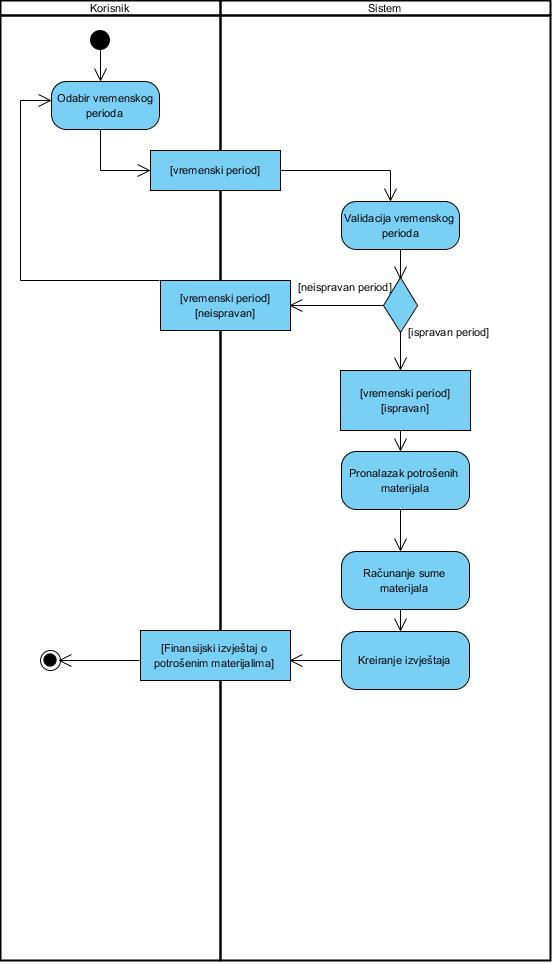 Korisnik
Sistem
Odabir vremenskog
perioda
[vremenski period]
Validacija vremenskog
perioda
[neispravan period]
[vremenski period]
[neispravan]
[ispravan period]
[vremenski period]
[ispravan]
Pronalazak potrošenih
materijala
Računanje sume
materijala
[Finansijski izvještaj o
potrošenim materijalima]
Kreiranje izvještaja